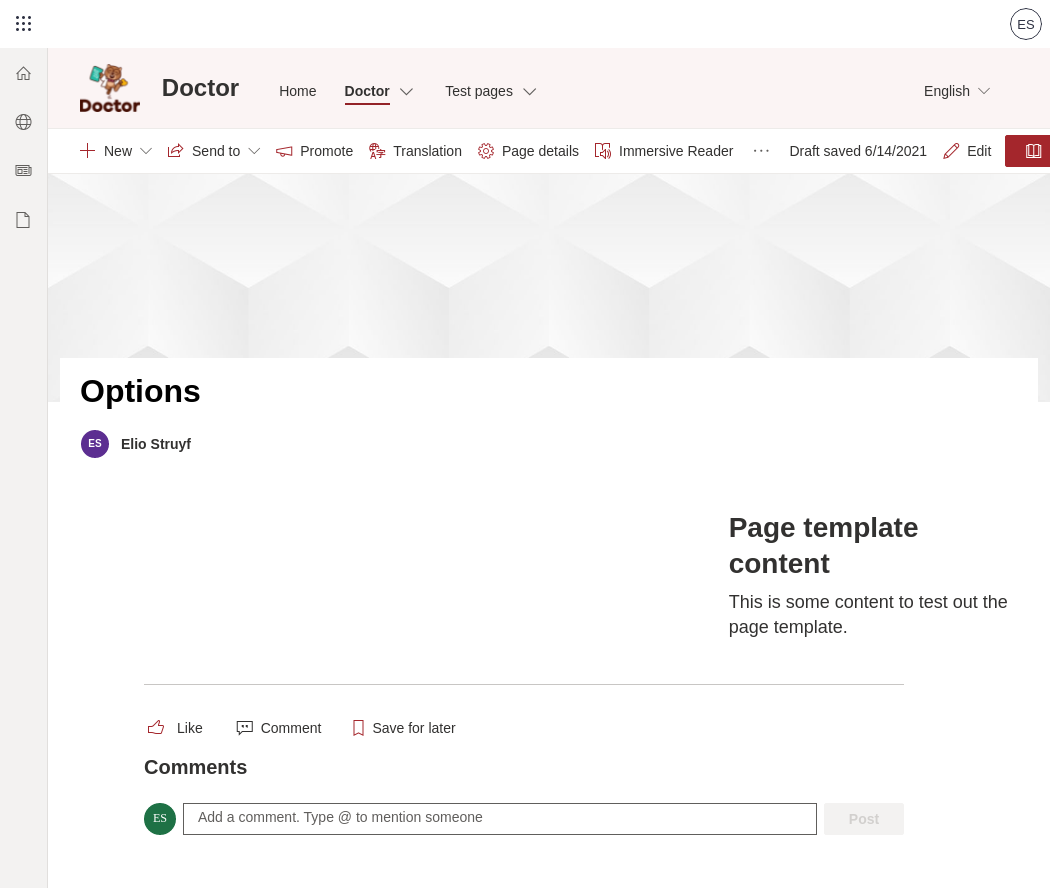 ES
Doctor
Doctor
Home
Doctor
Test pages
English
New
Send to
Promote
Translation
Page details
Immersive Reader
Draft saved 6/14/2021
Edit
Options
ES
Elio Struyf
Page template
content
This is some content to test out the
page template.
Like
Comment
Save for later
Comments
ES
Add a comment. Type @ to mention someone
Post